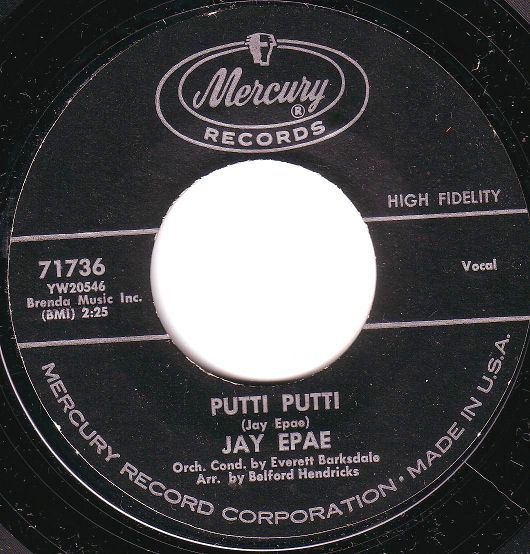 Mercury ®
RECORDS
HIGH FIDELITY
71736
YW20546
Brenda Music Inc.
(BMI) 2:25
Vocal
PUTTI PUTTI
(Jay Epae)
JAY EPAE
Orch. Cond. by Everett Barksdale
Arr. by Belford Hendricks
MERCURY RECORD CORPORATION · MADE IN U.S.A.